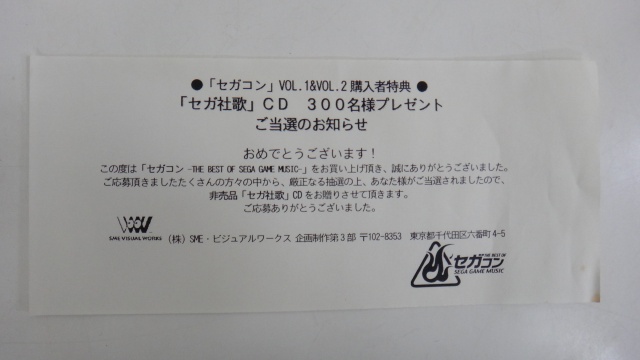 ●「セガコン」VOL.1&VOL.2購入者特典●
「セガ社歌」CD 300名様プレゼント
ご当選のお知らせ
おめでとうございます！
この度は「セガコン -THE BEST OF SEGA GAME MUSIC-」をお買い上げ頂き、誠にありがとうございました。
ご応募頂きましたたくさんの方々の中から、厳正なる抽選の上、あなた様がご当選されましたので、
非売品「セガ社歌」CDをお贈りさせて頂きます。
ご応募ありがとうございました。
SME VISUAL WORKS
(株) SME・ビジュアルワークス 企画制作第3部 〒102-8353 東京都千代田区六番町4-5
THE BEST OF
セガコン
SEGA GAME MUSIC